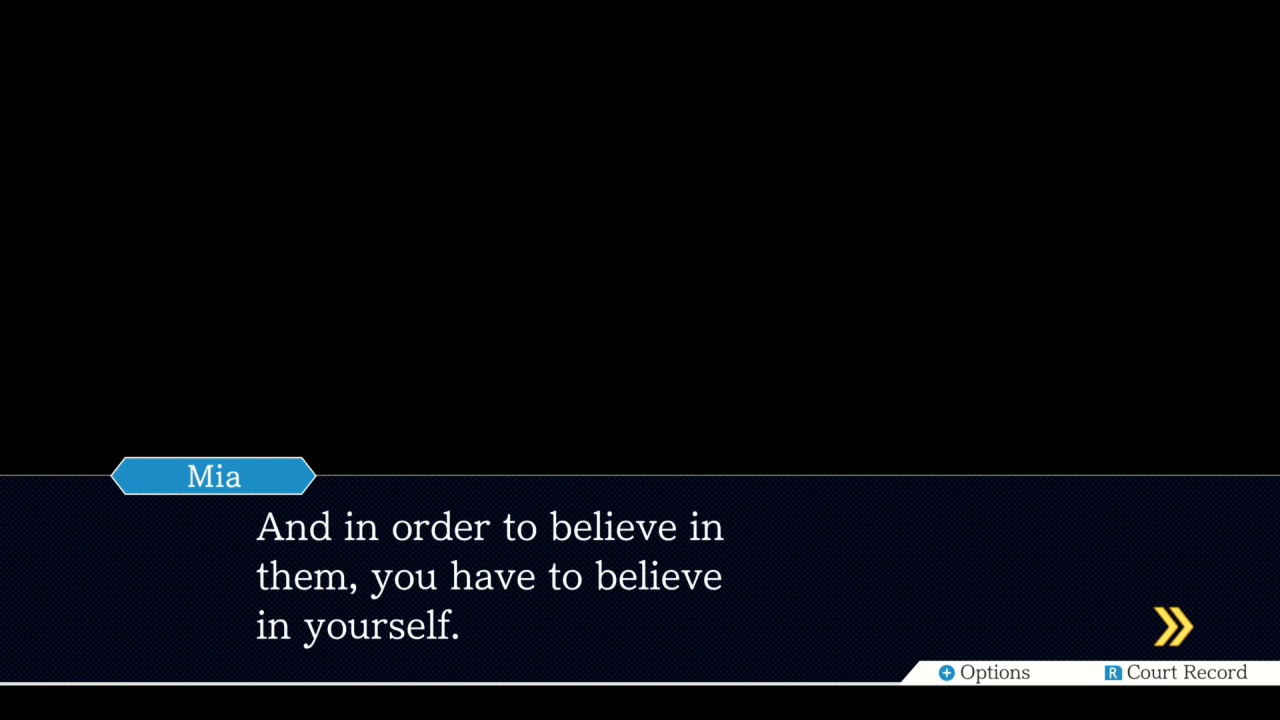 Mia
And in order to believe in
them, you have to believe
in yourself.
+ Options
R Court Record